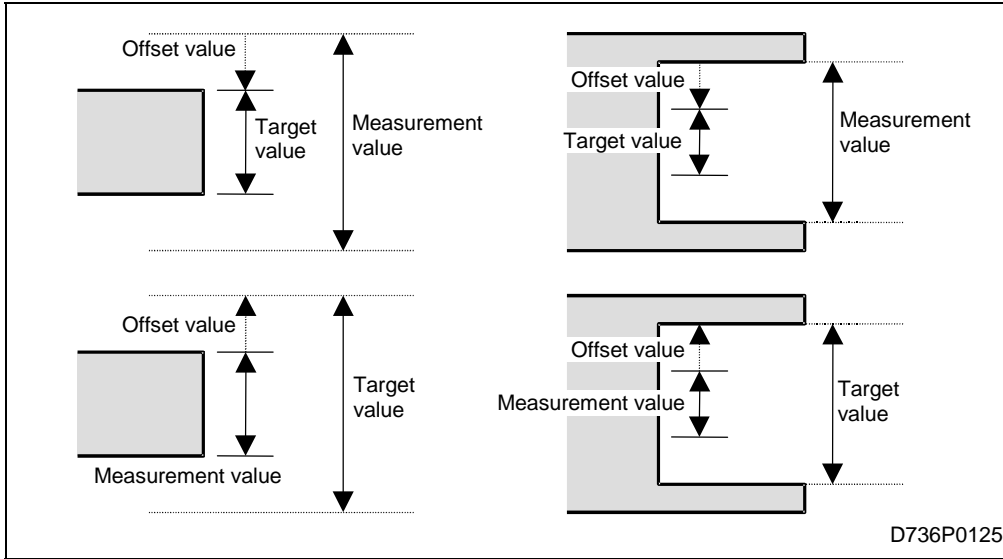 Offset value
Target
value
Measurement
value
Offset value
Target value
Measurement
value
Offset value
Measurement value
Target
value
Offset value
Measurement value
Target
value
D736P0125